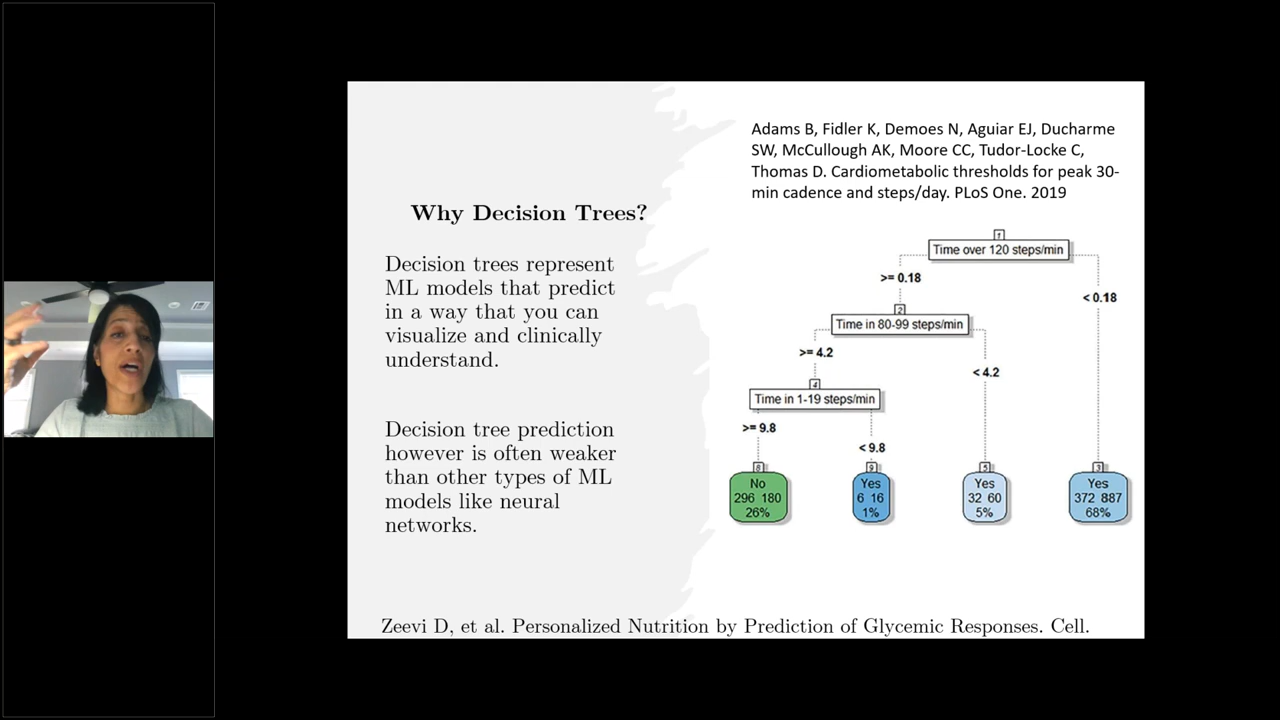 Adams B, Fidler K, Demoes N, Aguiar EJ, Ducharme
SW, McCullough AK, Moore CC, Tudor-Locke C,
Thomas D. Cardiometabolic thresholds for peak 30-
min cadence and steps/day. PLoS One. 2019
Why Decision Trees?
Decision trees represent
ML models that predict
in a way that you can
visualize and clinically
understand.
Decision tree prediction
however is often weaker
than other types of ML
models like neural
networks.
1
Time over 120 steps/min
>= 0.18
< 0.18
2
Time in 80-99 steps/min
>= 4.2
< 4.2
4
Time in 1-19 steps/min
>= 9.8
< 9.8
8
No
296 180
26%
9
Yes
6 16
1%
5
Yes
32 60
5%
3
Yes
372 887
68%
Zeevi D, et al. Personalized Nutrition by Prediction of Glycemic Responses. Cell.